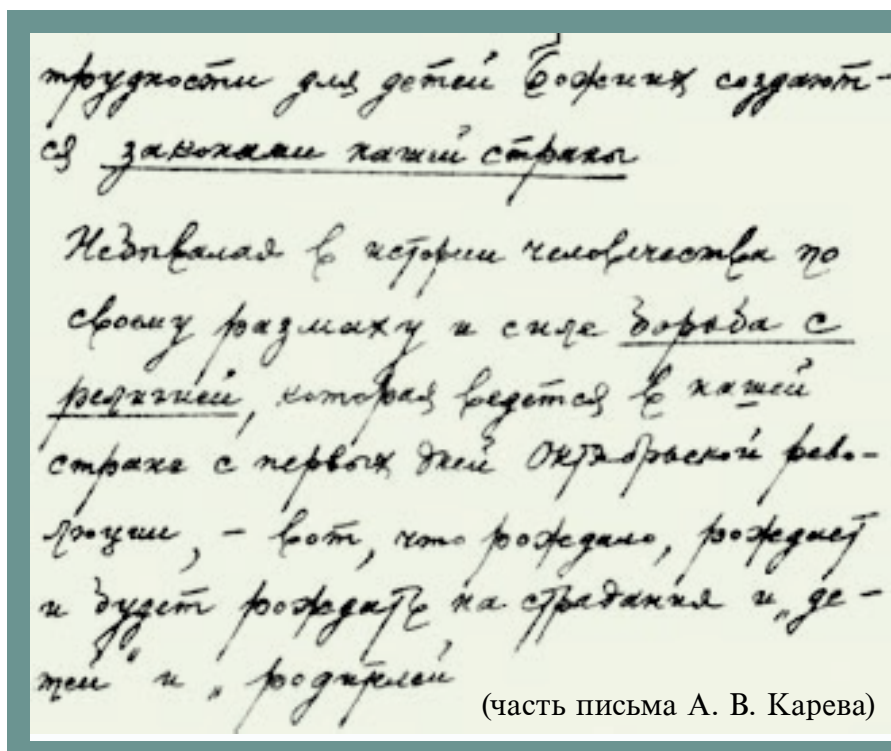 трудности для детей Божиих создают-
ся законами нашей страны
Небывалая в истории человечества по
своему размаху и силе борьба с
религией, которая ведётся в нашей
стране с первых дней Октябрьской рево-
люции, - вот, что рождало, рождает
и будет рождать на страдания и „де-
тей" и „родителей
(часть письма А. В. Карева)